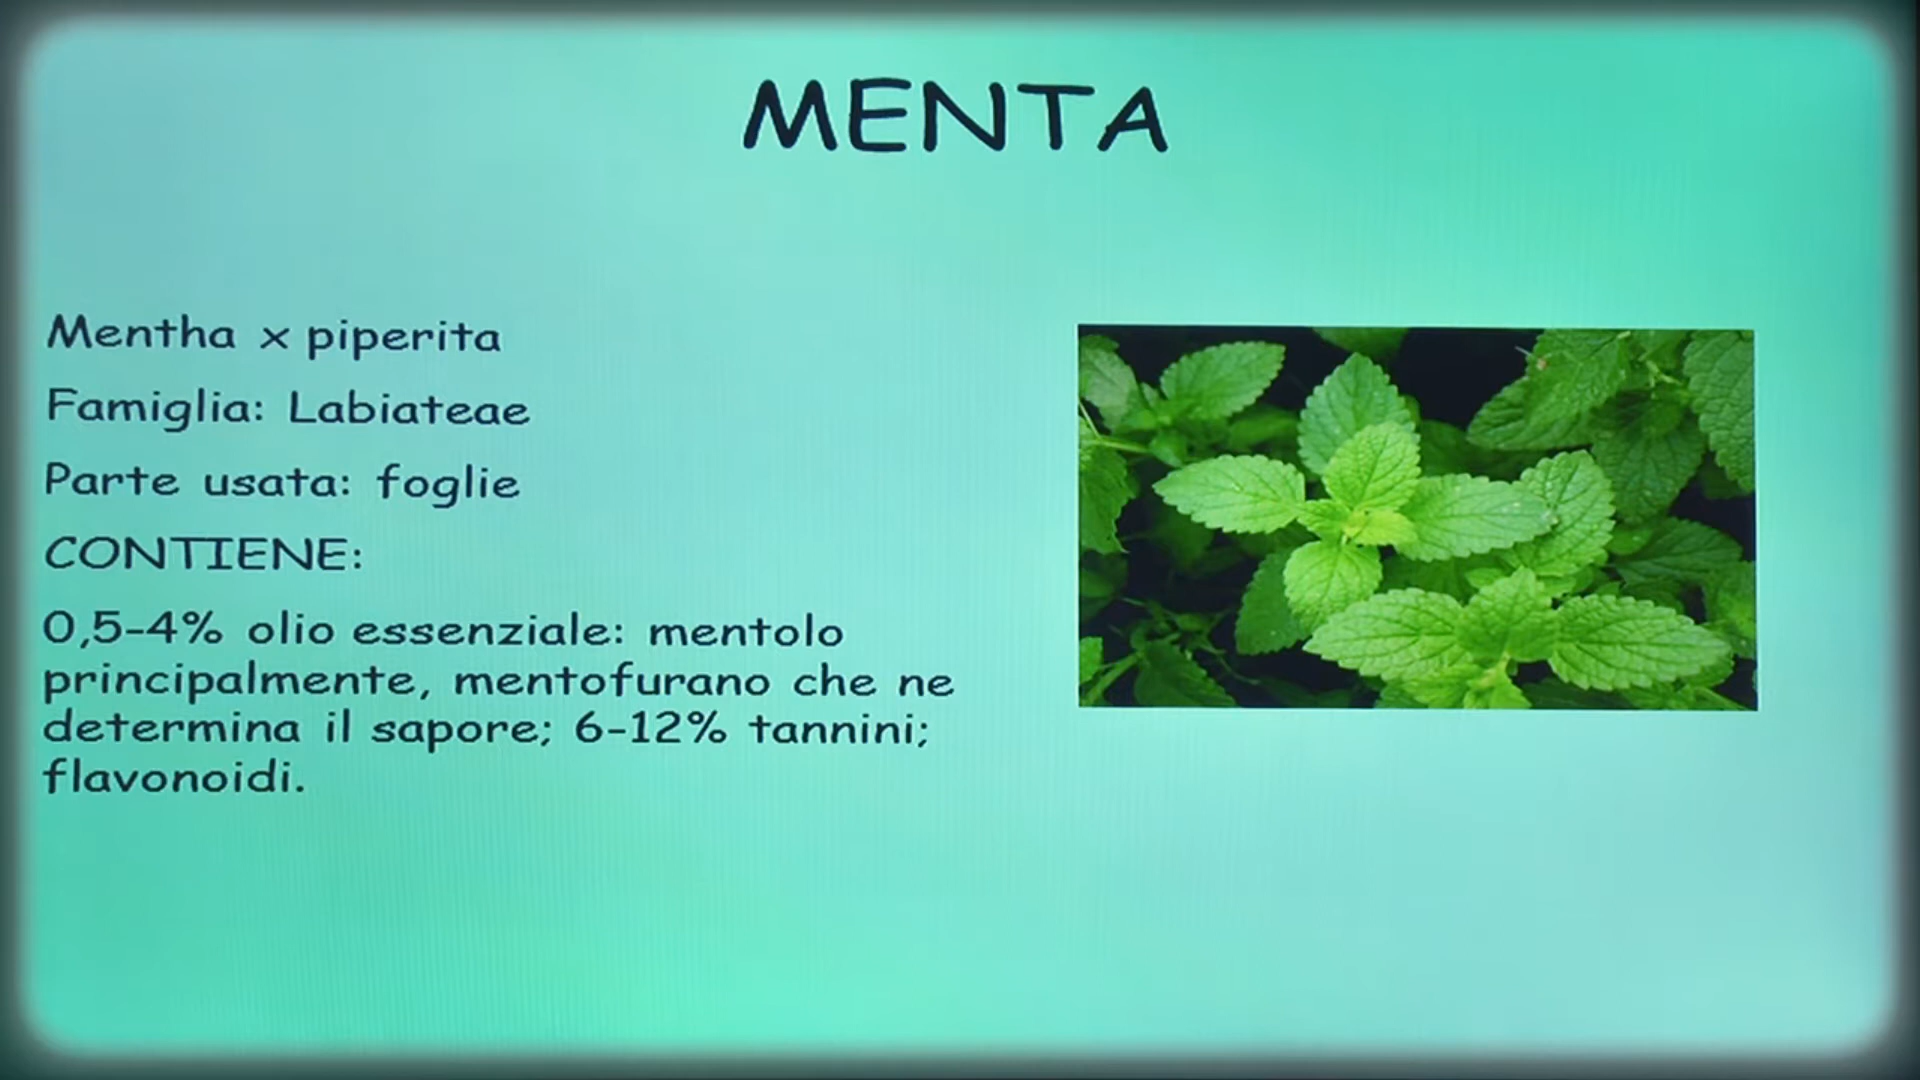 MENTA
Mentha x piperita
Famiglia: Labiateae
Parte usata: foglie
CONTIENE:
0,5-4% olio essenziale: mentolo
principalmente, mentofurano che ne
determina il sapore; 6-12% tannini;
flavonoidi.